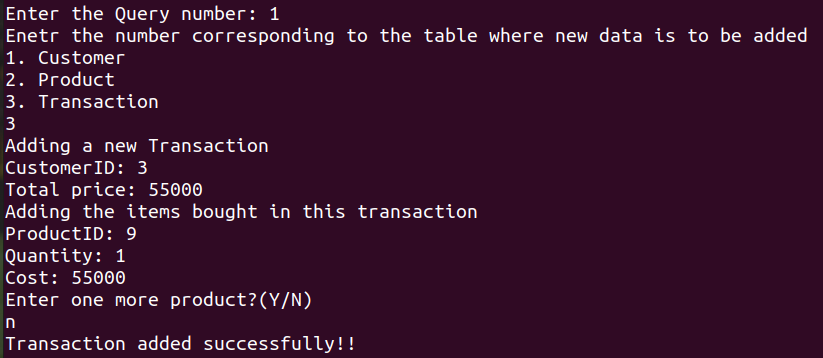 Enter the Query number: 1
Enetr the number corresponding to the table where new data is to be added
1. Customer
2. Product
3. Transaction
3
Adding a new Transaction
CustomerID: 3
Total price: 55000
Adding the items bought in this transaction
ProductID: 9
Quantity: 1
Cost: 55000
Enter one more product?(Y/N)
n
Transaction added successfully!!